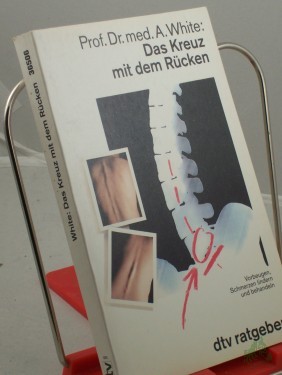 Prof. Dr. med. A. White:
Das Kreuz
mit dem Rücken
Vorbeugen,
Schmerzen lindern
und behandeln
dtv ratgeber
White: Das Kreuz mit dem Rücken
36506
dtv